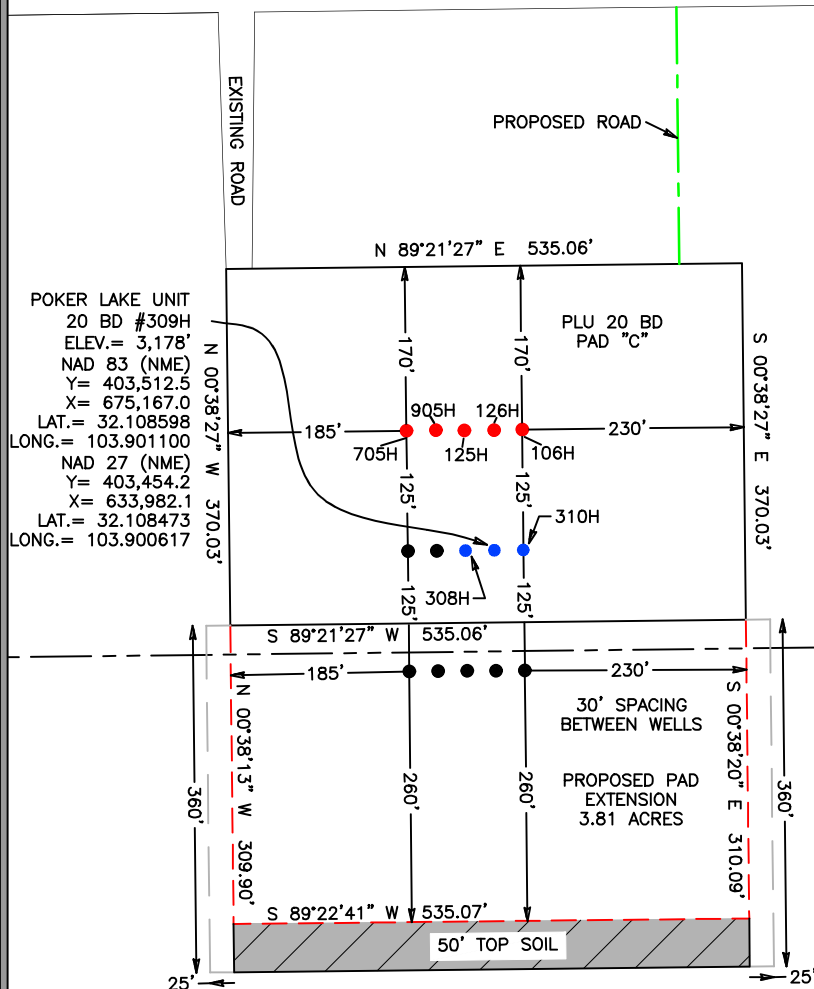 EXISTING ROAD
PROPOSED ROAD
N 89°21'27" E 535.06'
POKER LAKE UNIT
20 BD #309H
ELEV.= 3,178'
NAD 83 (NME)
Y= 403,512.5
X= 675,167.0
LAT.= 32.108598
LONG.= 103.901100
NAD 27 (NME)
Y= 403,454.2
X= 633,982.1
LAT.= 32.108473
LONG.= 103.900617
N 00°38'27" W 370.03'
170'
170'
PLU 20 BD
PAD "C"
S 00°38'27" E 370.03'
905H
126H
185'
230'
705H
125H
106H
125'
125'
310H
308H
125'
125'
S 89°21'27" W 535.06'
185'
230'
N 00°38'13" W 309.90'
S 00°38'20" E 310.09'
30' SPACING
BETWEEN WELLS
360'
260'
260'
PROPOSED PAD
EXTENSION
3.81 ACRES
360'
S 89°22'41" W 535.07'
50' TOP SOIL
25'
25'